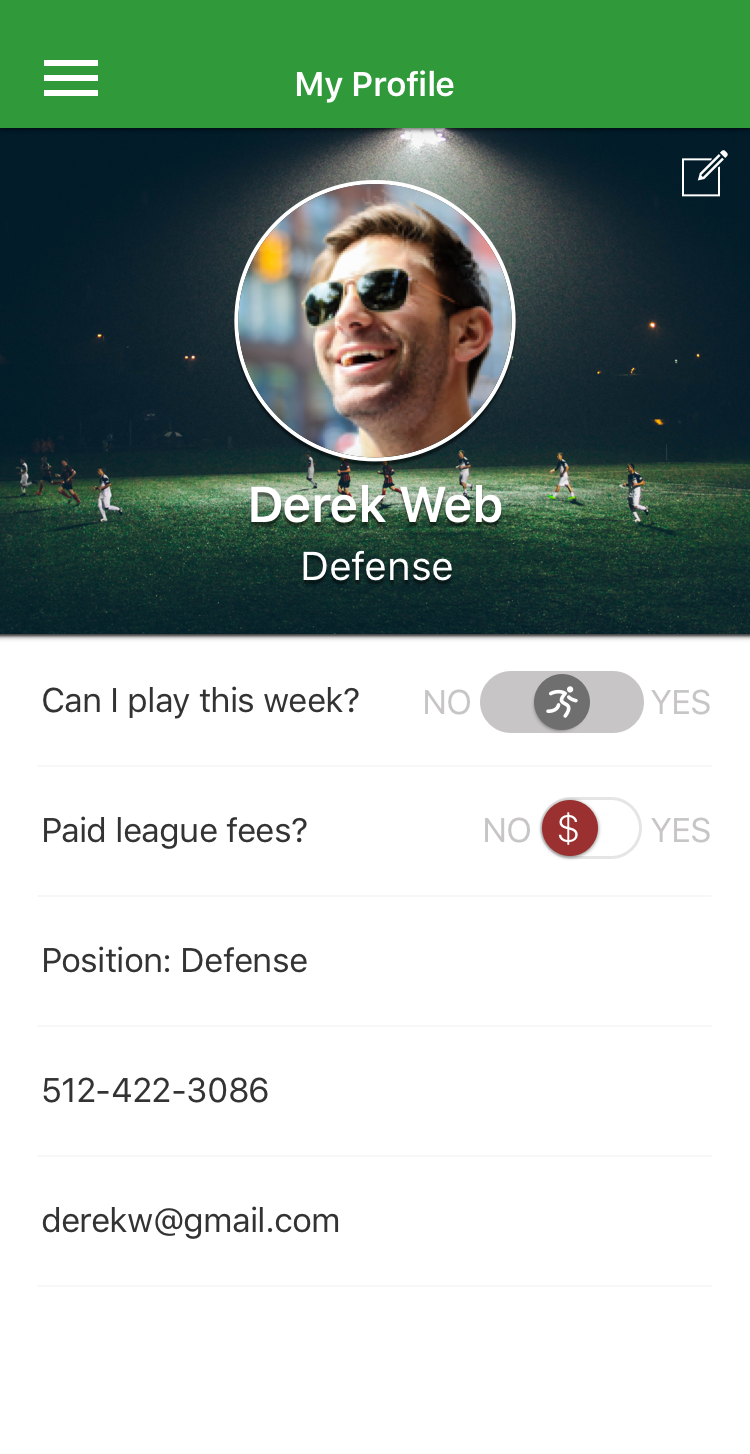 My Profile
Derek Web
Defense
Can I play this week? NO YES
Paid league fees? NO $ YES
Position: Defense
512-422-3086
derekw@gmail.com